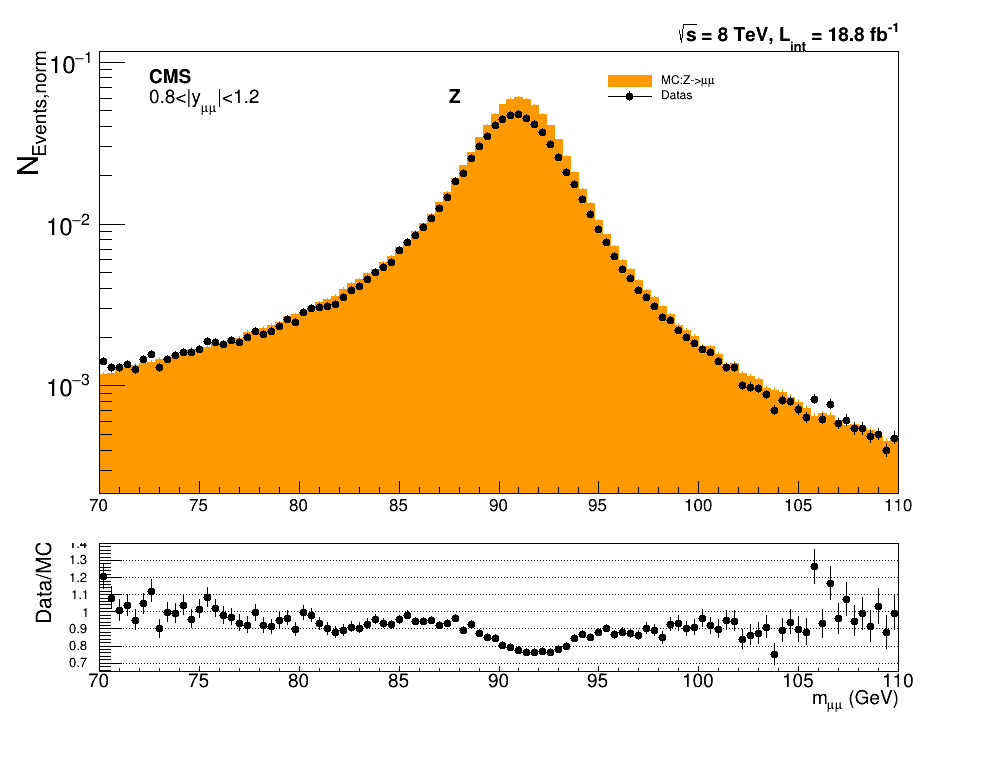 √s = 8 TeV, L_int = 18.8 fb⁻¹
CMS
0.8<|y_μμ|<1.2
Z
MC:Z->μμ
Datas
N_Events,norm
10⁻¹
10⁻²
10⁻³
70 75 80 85 90 95 100 105 110
Data/MC
1.4
1.3
1.2
1.1
1
0.9
0.8
0.7
70 75 80 85 90 95 100 105 110
m_μμ (GeV)